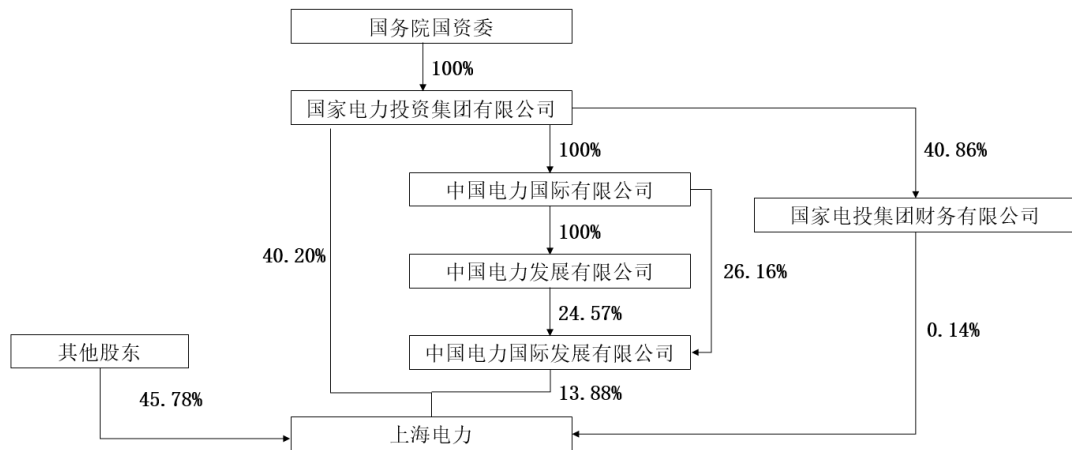 国务院国资委
100%
国家电力投资集团有限公司
100%
40.86%
中国电力国际有限公司
国家电投集团财务有限公司
100%
40.20%
中国电力发展有限公司
26.16%
24.57%
0.14%
其他股东
中国电力国际发展有限公司
45.78%
13.88%
上海电力